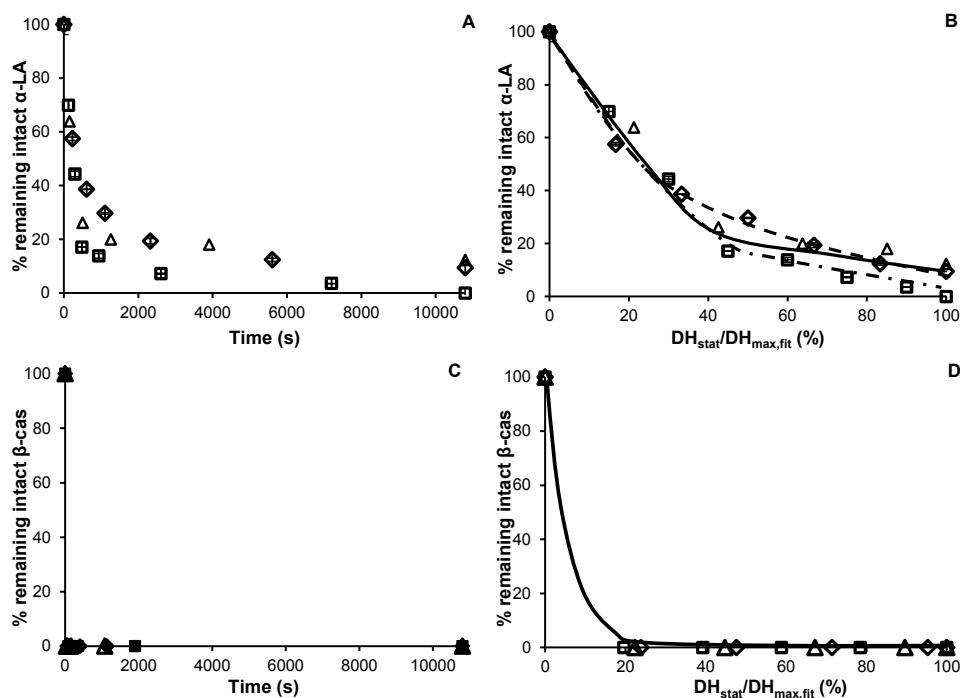 A
% remaining intact α-LA
100
80
60
40
20
0
0 2000 4000 6000 8000 10000
Time (s)
B
% remaining intact α-LA
100
80
60
40
20
0
0 20 40 60 80 100
DHstat/DHmax,fit (%)
C
% remaining intact β-cas
100
80
60
40
20
0
0 2000 4000 6000 8000 10000
Time (s)
D
% remaining intact β-cas
100
80
60
40
20
0
0 20 40 60 80 100
DHstat/DHmax.fit (%)